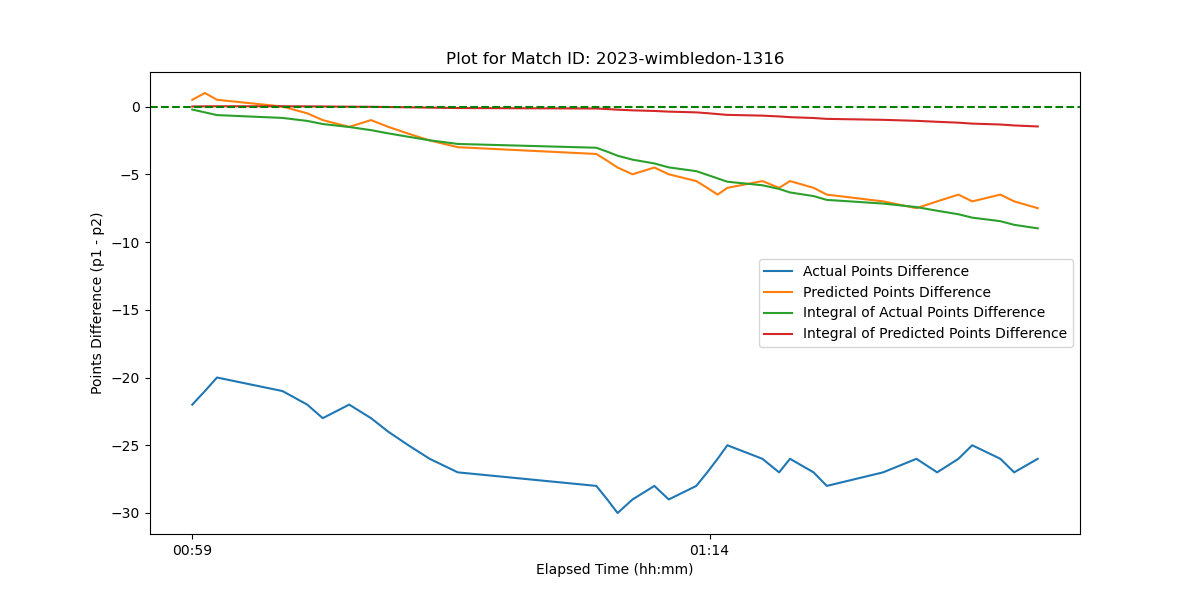 Plot for Match ID: 2023-wimbledon-1316
Points Difference (p1 - p2)
0
−5
−10
−15
−20
−25
−30
Actual Points Difference
Predicted Points Difference
Integral of Actual Points Difference
Integral of Predicted Points Difference
00:59
01:14
Elapsed Time (hh:mm)